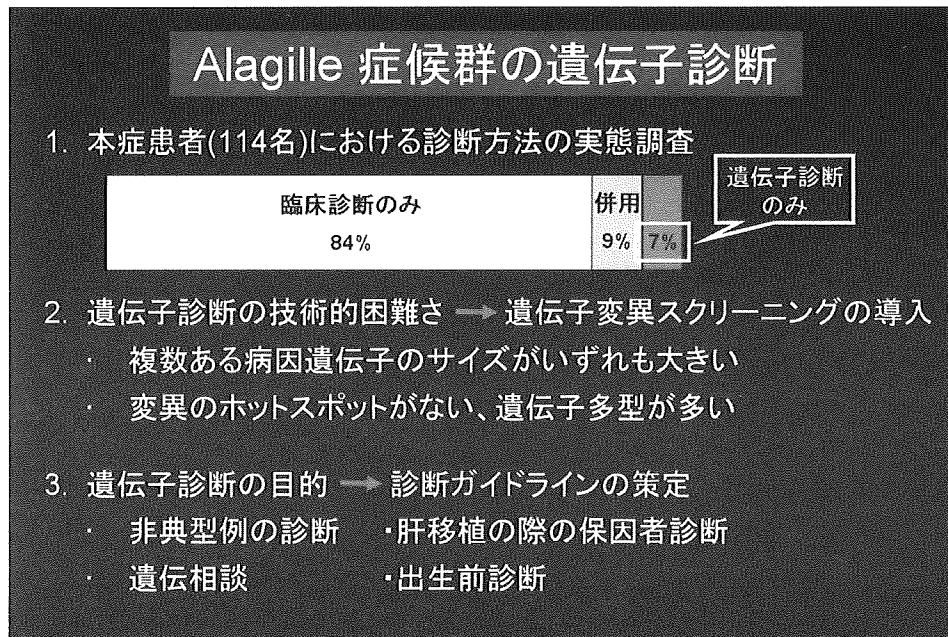 Alagille 症候群の遺伝子診断
1. 本症患者(114名)における診断方法の実態調査
臨床診断のみ
84%
併用
9%
7%
遺伝子診断
のみ
2. 遺伝子診断の技術的困難さ → 遺伝子変異スクリーニングの導入
· 複数ある病因遺伝子のサイズがいずれも大きい
· 変異のホットスポットがない、遺伝子多型が多い
3. 遺伝子診断の目的 → 診断ガイドラインの策定
· 非典型例の診断 ・肝移植の際の保因者診断
· 遺伝相談 ・出生前診断